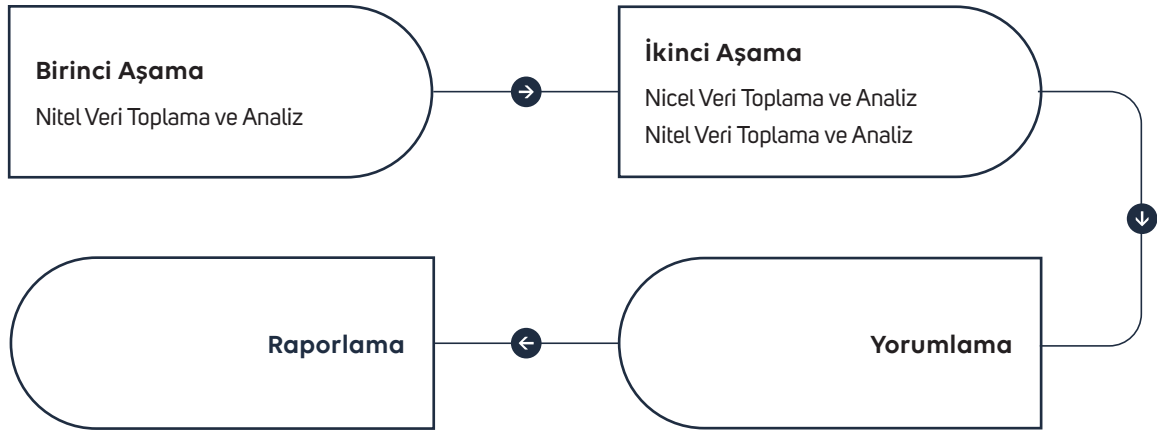 Birinci Aşama
Nitel Veri Toplama ve Analiz
İkinci Aşama
Nicel Veri Toplama ve Analiz
Nitel Veri Toplama ve Analiz
Yorumlama
Raporlama